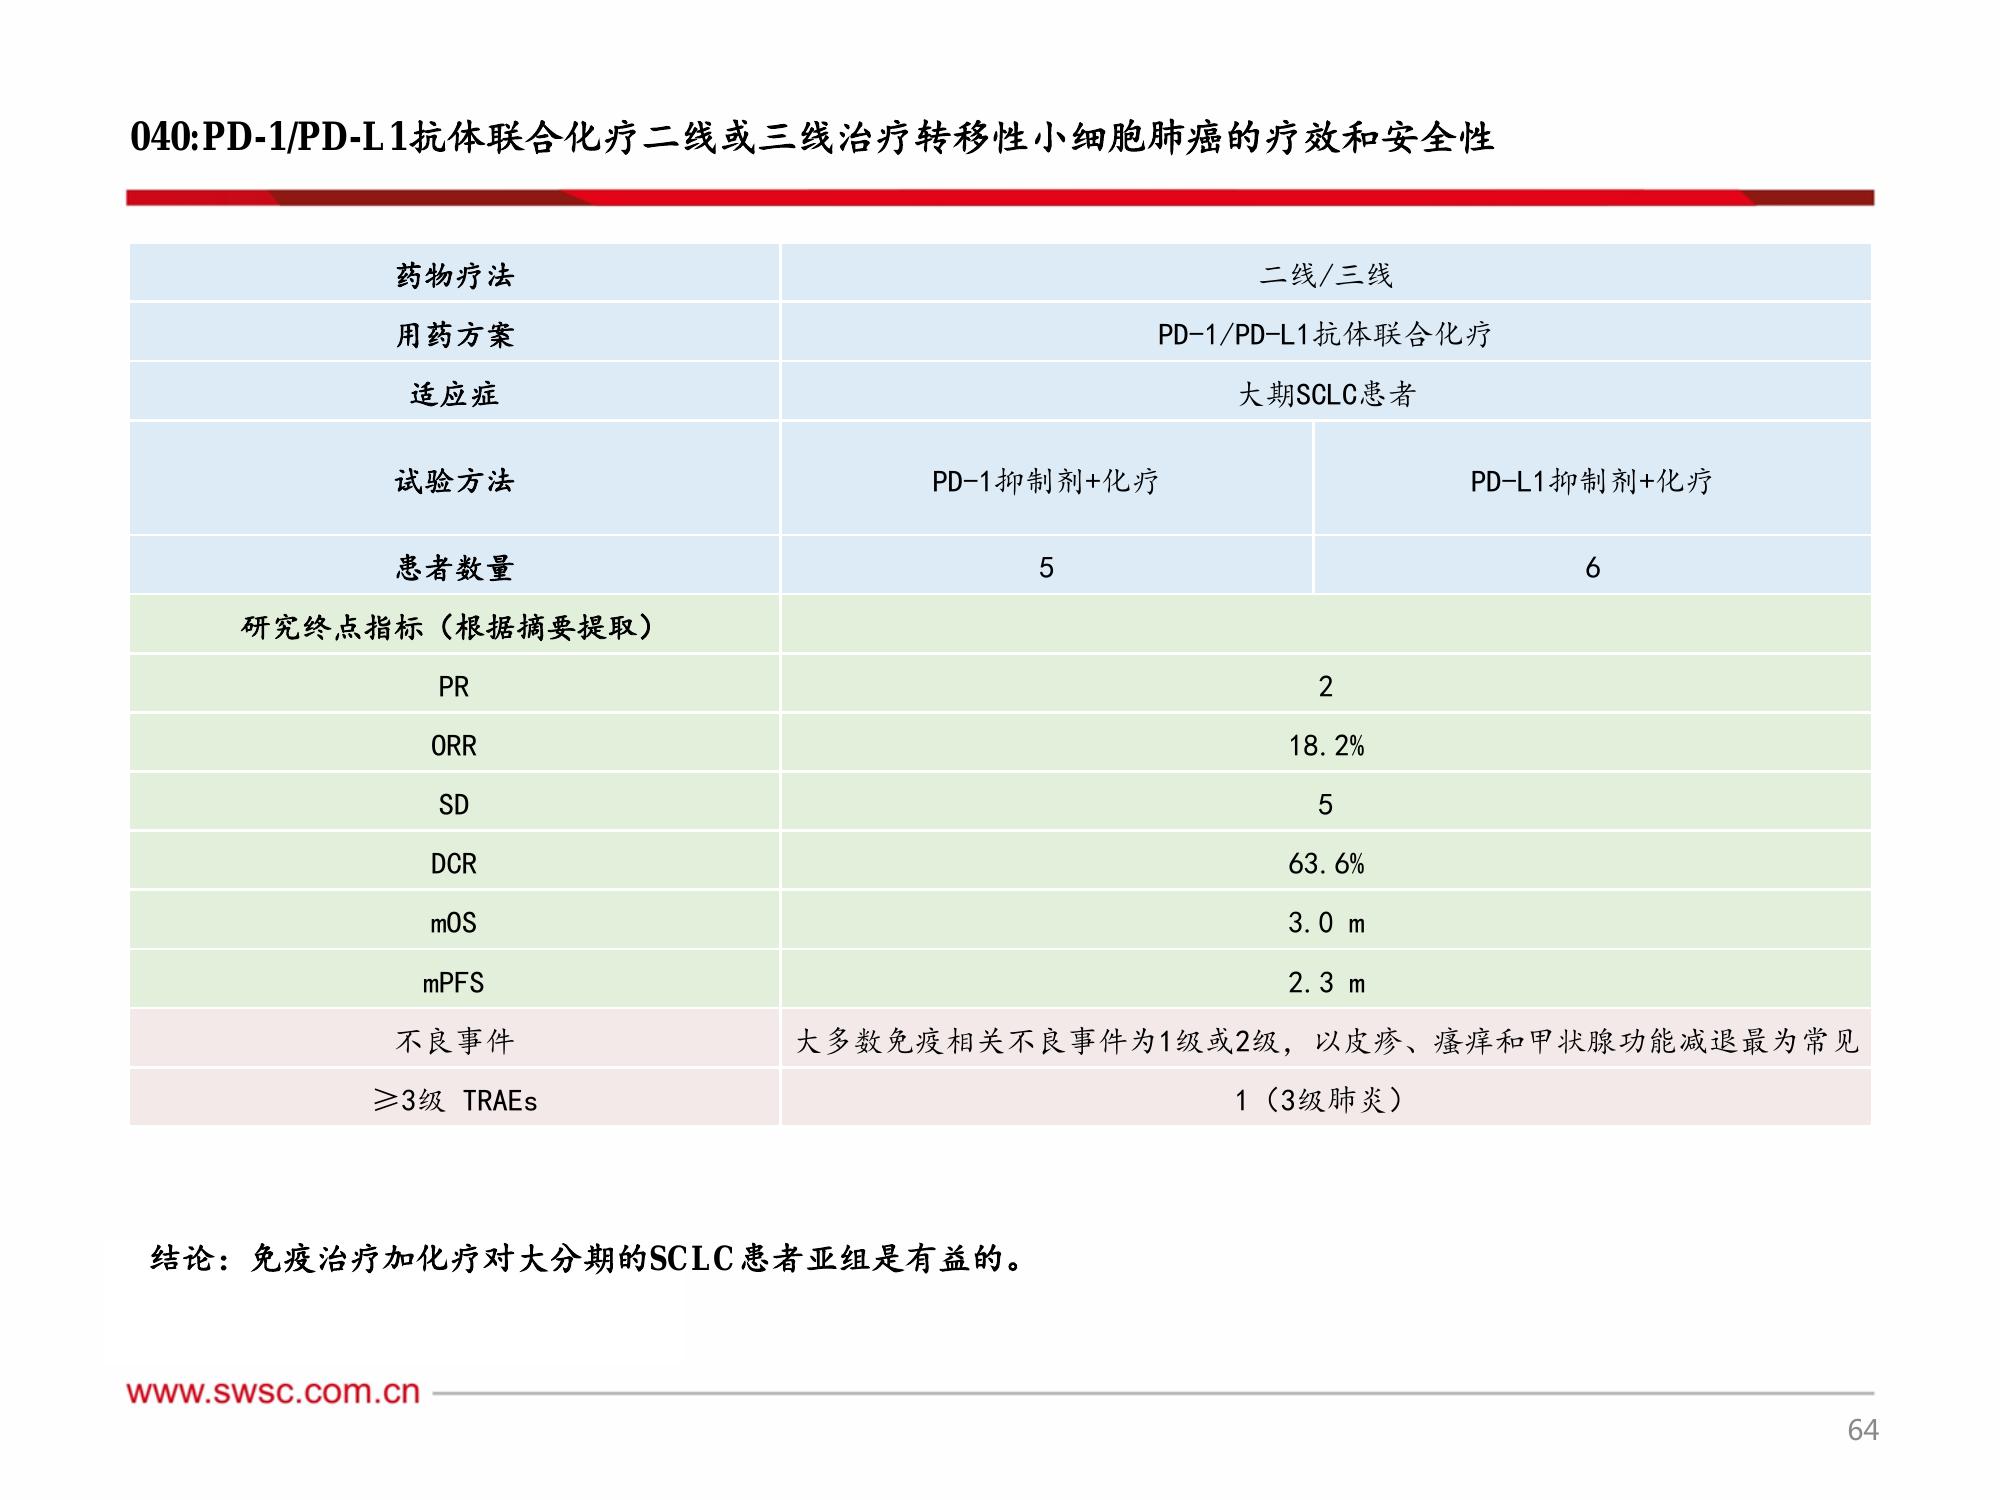 040:PD-1/PD-L1抗体联合化疗二线或三线治疗转移性小细胞肺癌的疗效和安全性
药物疗法 二线/三线
用药方案 PD-1/PD-L1抗体联合化疗
适应症 大期SCLC患者
试验方法 PD-1抑制剂+化疗 PD-L1抑制剂+化疗
患者数量 5 6
研究终点指标（根据摘要提取）
PR 2
ORR 18.2%
SD 5
DCR 63.6%
mOS 3.0 m
mPFS 2.3 m
不良事件 大多数免疫相关不良事件为1级或2级，以皮疹、瘙痒和甲状腺功能减退最为常见
≥3级 TRAEs 1（3级肺炎）
结论：免疫治疗加化疗对大分期的SCLC患者亚组是有益的。
www.swsc.com.cn
64